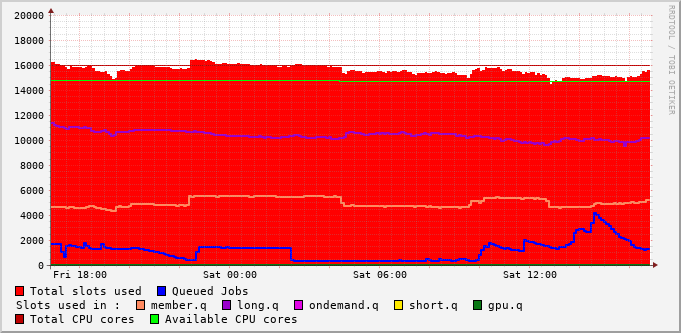 20000
18000
16000
14000
12000
10000
8000
6000
4000
2000
0
Fri 18:00 Sat 00:00 Sat 06:00 Sat 12:00
RRDTOOL / TOBI OETIKER
Total slots used Queued Jobs
Slots used in : member.q long.q ondemand.q short.q gpu.q
Total CPU cores Available CPU cores